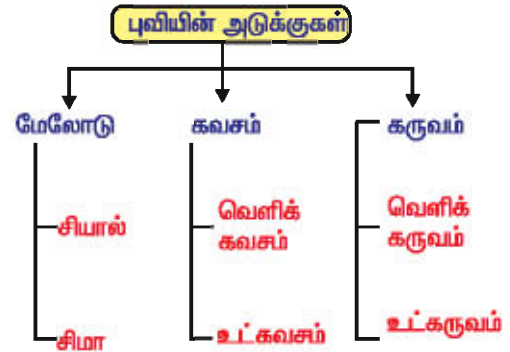 புவியின் அடுக்குகள்
மேலோடு
கவசம்
கருவம்
சியால்
வெளிக்
கவசம்
வெளிக்
கருவம்
சிமா
உட்கவசம்
உட்கருவம்